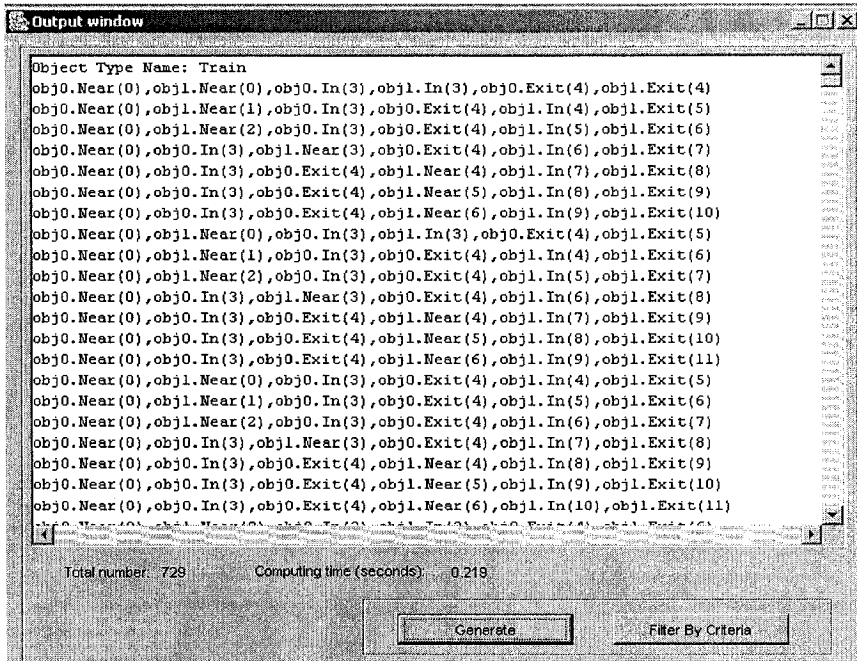 Output window
Object Type Name: Train
obj0.Near(0),obj1.Near(0),obj0.In(3),obj1.In(3),obj0.Exit(4),obj1.Exit(4)
obj0.Near(0),obj1.Near(1),obj0.In(3),obj0.Exit(4),obj1.In(4),obj1.Exit(5)
obj0.Near(0),obj1.Near(2),obj0.In(3),obj0.Exit(4),obj1.In(5),obj1.Exit(6)
obj0.Near(0),obj0.In(3),obj1.Near(3),obj0.Exit(4),obj1.In(6),obj1.Exit(7)
obj0.Near(0),obj0.In(3),obj0.Exit(4),obj1.Near(4),obj1.In(7),obj1.Exit(8)
obj0.Near(0),obj0.In(3),obj0.Exit(4),obj1.Near(5),obj1.In(8),obj1.Exit(9)
obj0.Near(0),obj0.In(3),obj0.Exit(4),obj1.Near(6),obj1.In(9),obj1.Exit(10)
obj0.Near(0),obj1.Near(0),obj0.In(3),obj1.In(3),obj0.Exit(4),obj1.Exit(5)
obj0.Near(0),obj1.Near(1),obj0.In(3),obj0.Exit(4),obj1.In(4),obj1.Exit(6)
obj0.Near(0),obj1.Near(2),obj0.In(3),obj0.Exit(4),obj1.In(5),obj1.Exit(7)
obj0.Near(0),obj0.In(3),obj1.Near(3),obj0.Exit(4),obj1.In(6),obj1.Exit(8)
obj0.Near(0),obj0.In(3),obj0.Exit(4),obj1.Near(4),obj1.In(7),obj1.Exit(9)
obj0.Near(0),obj0.In(3),obj0.Exit(4),obj1.Near(5),obj1.In(8),obj1.Exit(10)
obj0.Near(0),obj0.In(3),obj0.Exit(4),obj1.Near(6),obj1.In(9),obj1.Exit(11)
obj0.Near(0),obj1.Near(0),obj0.In(3),obj0.Exit(4),obj1.In(4),obj1.Exit(5)
obj0.Near(0),obj1.Near(1),obj0.In(3),obj0.Exit(4),obj1.In(5),obj1.Exit(6)
obj0.Near(0),obj1.Near(2),obj0.In(3),obj0.Exit(4),obj1.In(6),obj1.Exit(7)
obj0.Near(0),obj0.In(3),obj1.Near(3),obj0.Exit(4),obj1.In(7),obj1.Exit(8)
obj0.Near(0),obj0.In(3),obj0.Exit(4),obj1.Near(4),obj1.In(8),obj1.Exit(9)
obj0.Near(0),obj0.In(3),obj0.Exit(4),obj1.Near(5),obj1.In(9),obj1.Exit(10)
obj0.Near(0),obj0.In(3),obj0.Exit(4),obj1.Near(6),obj1.In(10),obj1.Exit(11)
Total number: 729 Computing time (seconds): 0.219
Generate Filter By Criteria